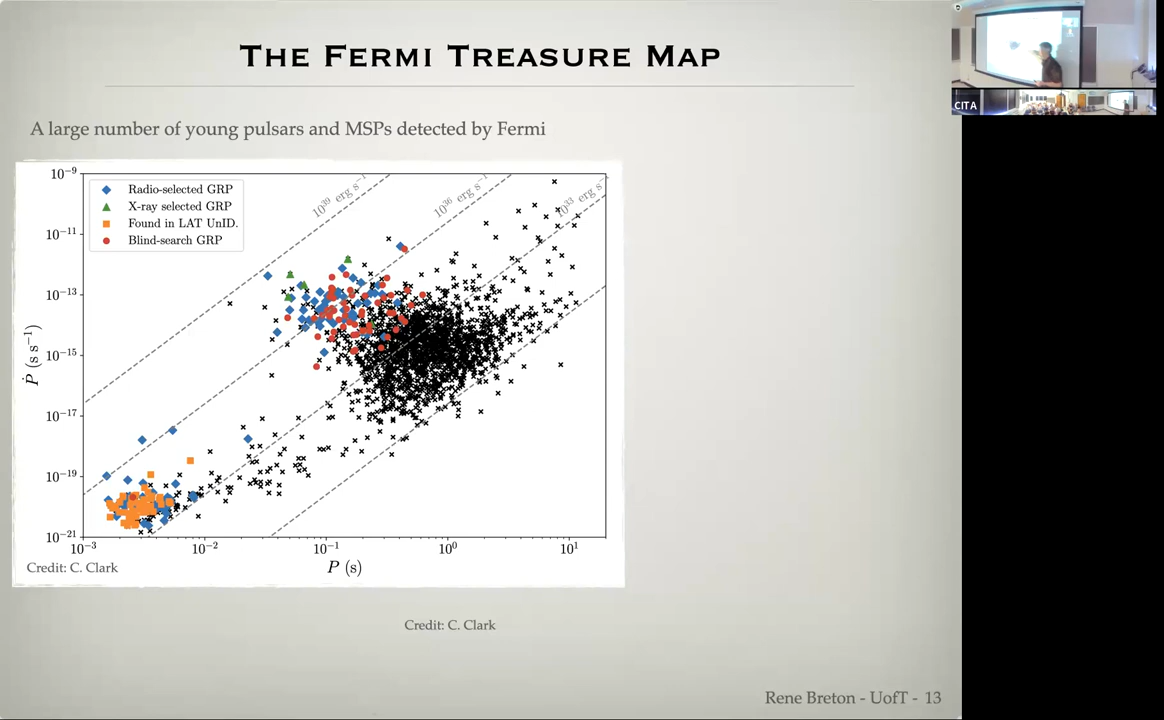 THE FERMI TREASURE MAP
A large number of young pulsars and MSPs detected by Fermi
Radio-selected GRP
X-ray selected GRP
Found in LAT UnID.
Blind-search GRP
10³⁹ erg s⁻¹
10³⁶ erg s⁻¹
10³³ erg s⁻¹
10⁻⁹
10⁻¹¹
10⁻¹³
10⁻¹⁵
10⁻¹⁷
10⁻¹⁹
10⁻²¹
Ṗ (s s⁻¹)
10⁻³ 10⁻² 10⁻¹ 10⁰ 10¹
P (s)
Credit: C. Clark
Credit: C. Clark
Rene Breton - UofT - 13
CITA